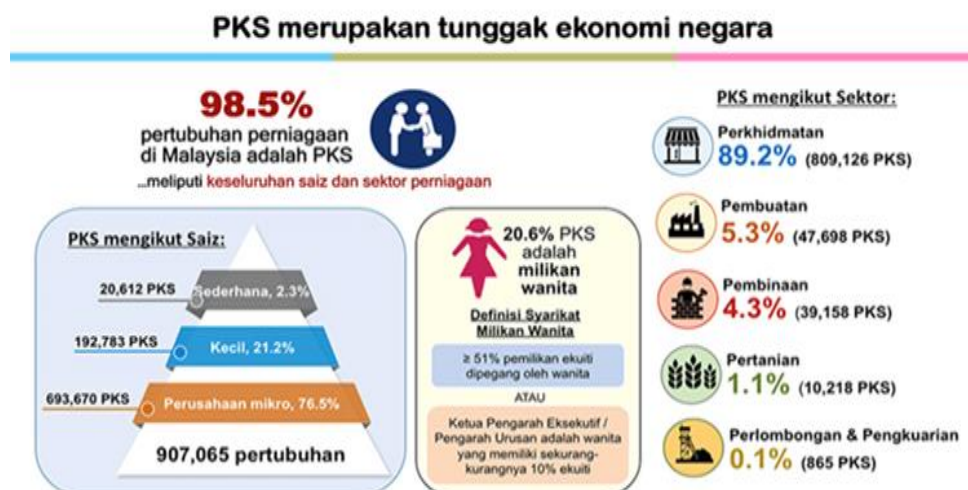 PKS merupakan tunggak ekonomi negara
98.5%
pertubuhan perniagaan
di Malaysia adalah PKS
...meliputi keseluruhan saiz dan sektor perniagaan
PKS mengikut Saiz:
20,612 PKS
Sederhana, 2.3%
192,783 PKS
Kecil, 21.2%
693,670 PKS
Perusahaan mikro, 76.5%
907,065 pertubuhan
20.6% PKS
adalah
milikan
wanita
Definisi Syarikat
Milikan Wanita
≥ 51% pemilikan ekuiti
dipegang oleh wanita
ATAU
Ketua Pengarah Eksekutif /
Pengarah Urusan adalah wanita
yang memiliki sekurang-
kurangnya 10% ekuiti
PKS mengikut Sektor:
Perkhidmatan
89.2% (809,126 PKS)
Pembuatan
5.3% (47,698 PKS)
Pembinaan
4.3% (39,158 PKS)
Pertanian
1.1% (10,218 PKS)
Perlombongan & Pengkuarian
0.1% (865 PKS)